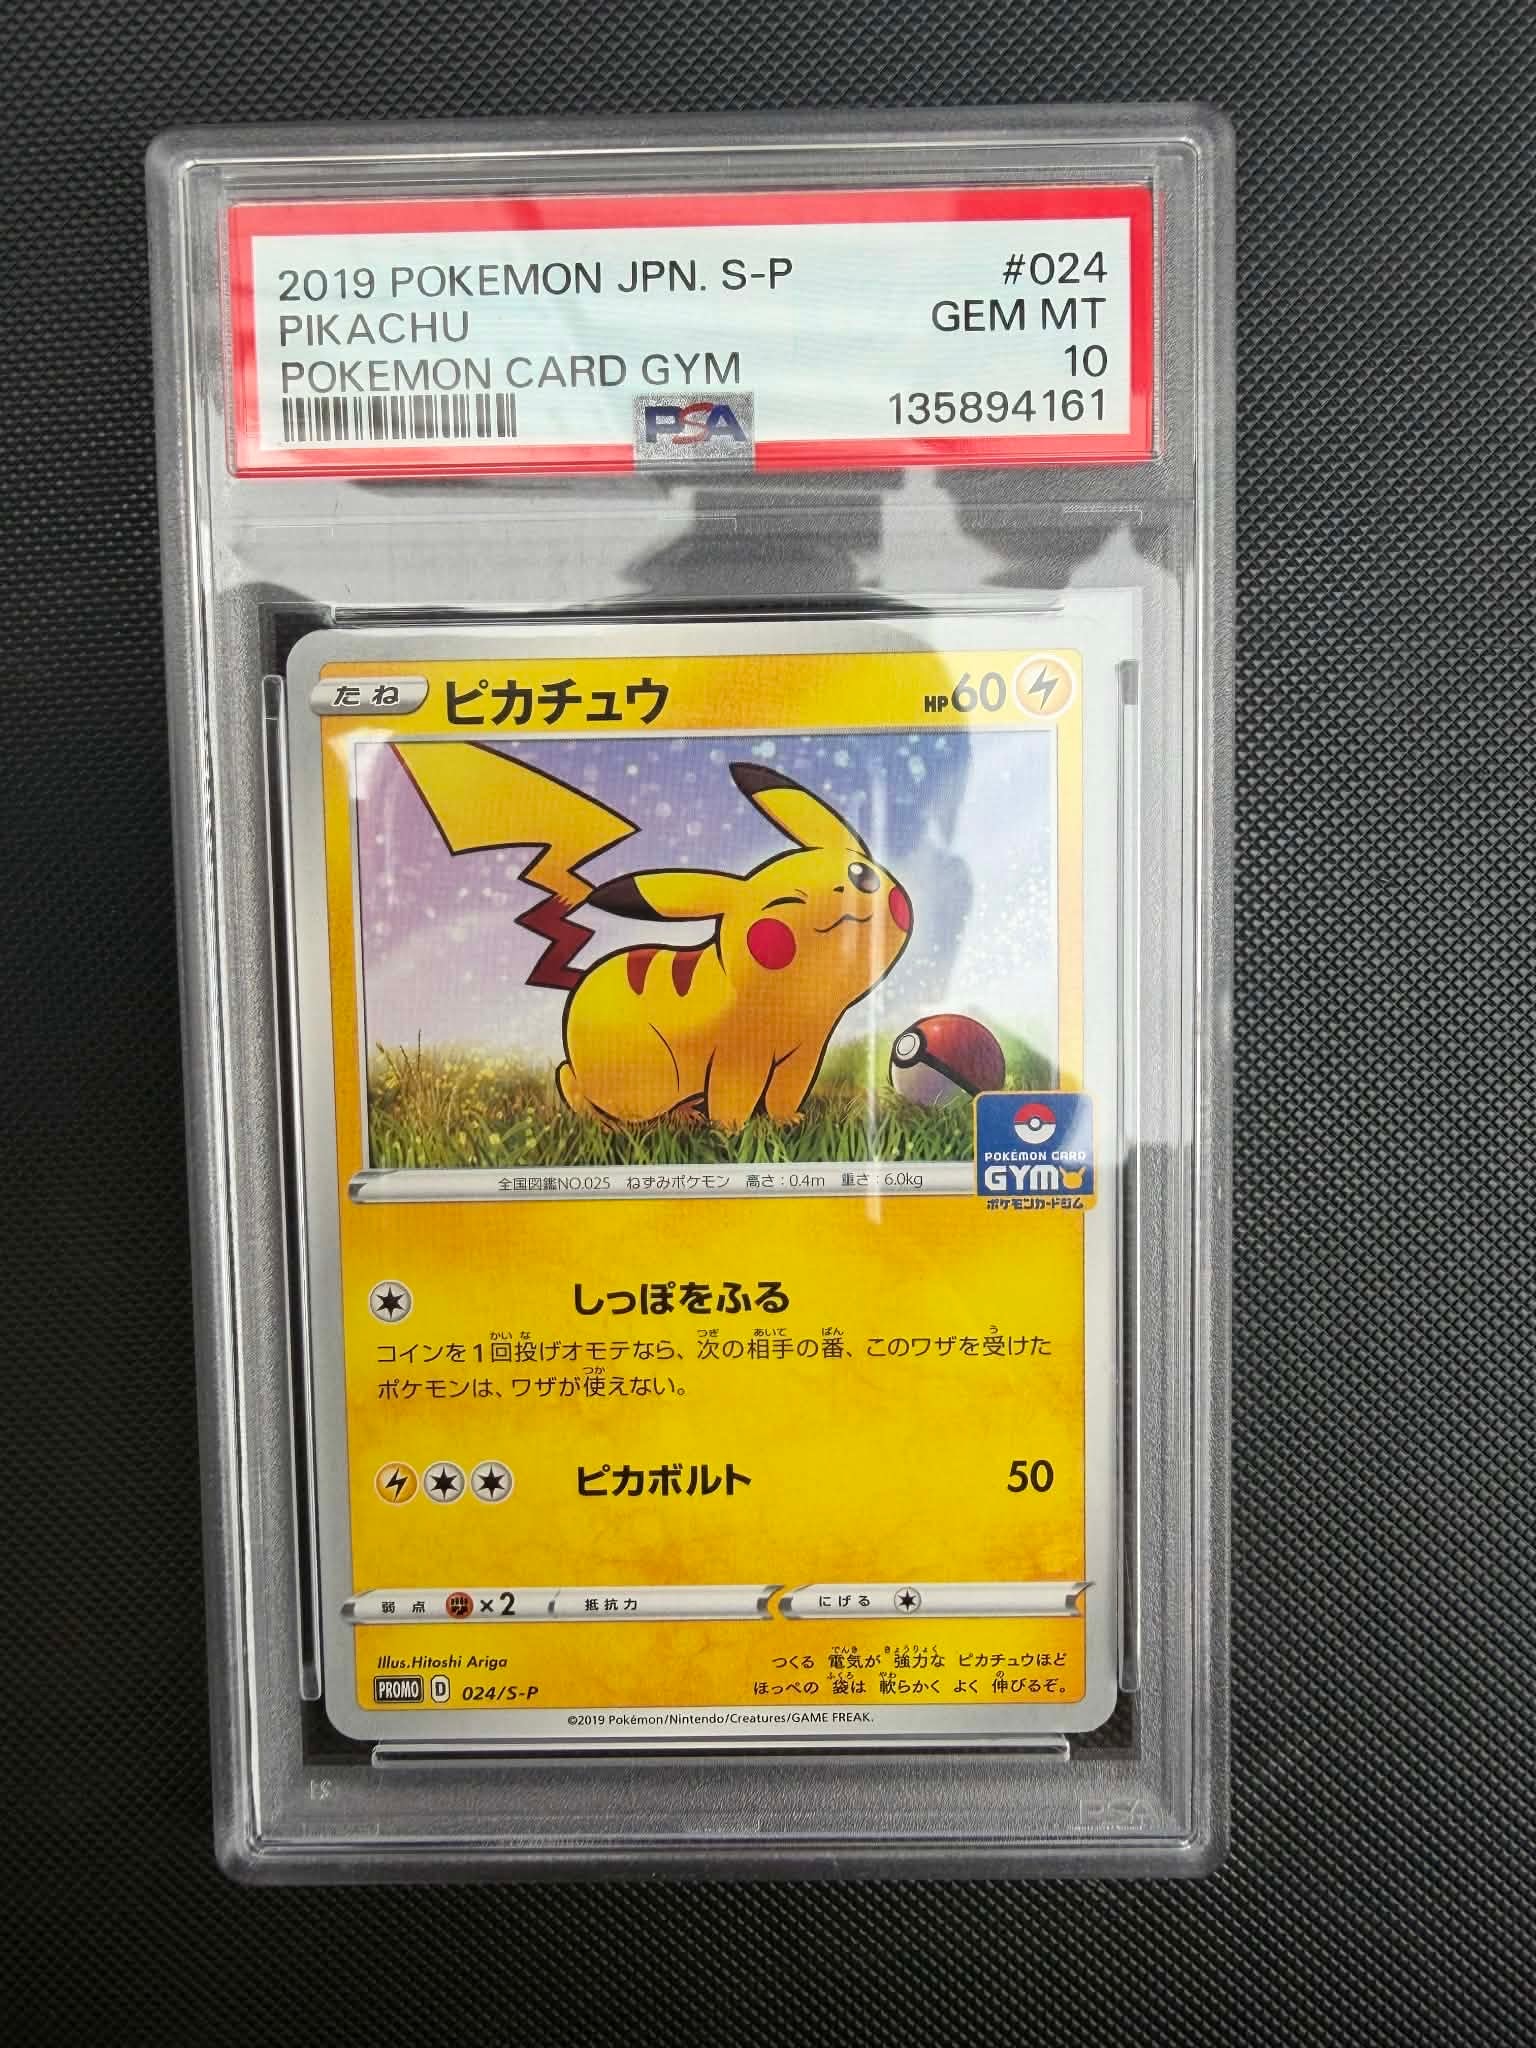 2019 POKEMON JPN. S-P #024
PIKACHU GEM MT
POKEMON CARD GYM 10
PSA 135894161
たね ピカチュウ HP60
POKÉMON CARD
GYM
ポケモンカードジム
全国図鑑NO.025 ねずみポケモン 高さ：0.4m 重さ：6.0kg
しっぽをふる
コインを1回投げオモテなら、次の相手の番、このワザを受けた
ポケモンは、ワザが使えない。
ピカボルト 50
弱点 ×2 抵抗力 にげる
Illus.Hitoshi Ariga
PROMO D 024/S-P
つくる 電気が 強力な ピカチュウほど
ほっぺの 袋は 軟らかく よく 伸びるぞ。
©2019 Pokémon/Nintendo/Creatures/GAME FREAK.
PSA